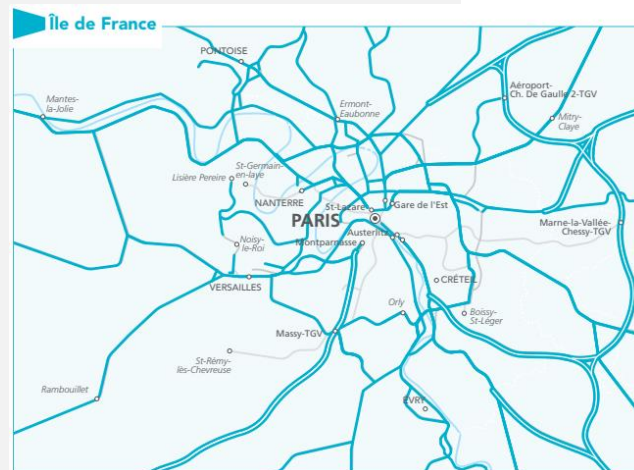 Île de France
PONTOISE
Mantes
la-Jolie
Ermont-
Eaubonne
Aéroport-
Ch. De Gaulle 2-TGV
Mitry-
Claye
St-Germain-
en-laye
Lisière Pereire
NANTERRE
St-Lazare
Gare de l'Est
PARIS
Austerlitz
Montparnasse
Marne-la-Vallée-
Chessy-TGV
Noisy-
le-Roi
VERSAILLES
CRÉTEIL
Orly
Boissy-
St-Léger
Massy-TGV
St-Rémy-
lès-Chevreuse
Rambouillet
ÉVRY